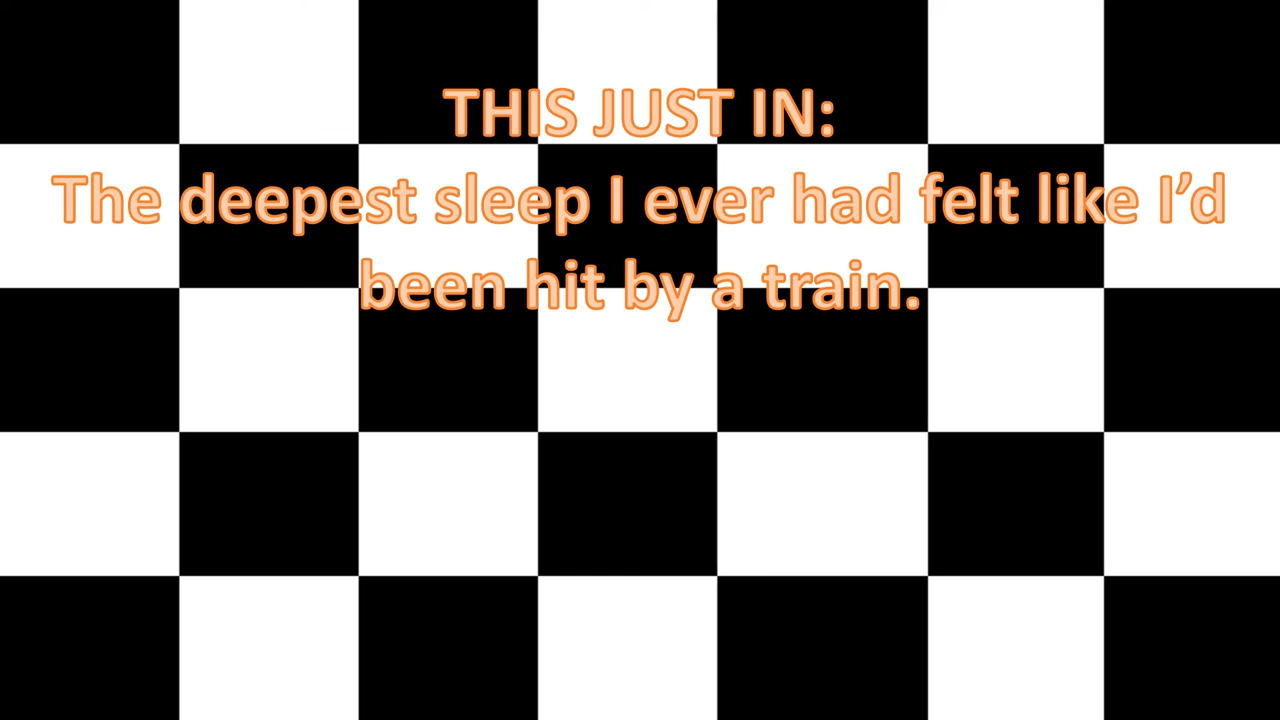 THIS JUST IN:
The deepest sleep I ever had felt like I’d
been hit by a train.